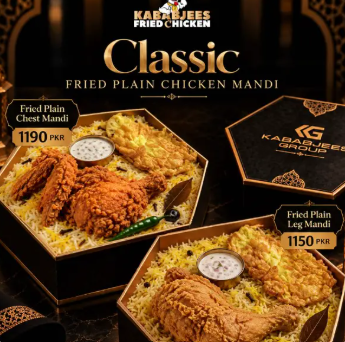 KABABJEES
FRIED CHICKEN
Classic
FRIED PLAIN CHICKEN MANDI
Fried Plain
Chest Mandi
1190 PKR
KG
KABABJEES
GROUP
Fried Plain
Leg Mandi
1150 PKR